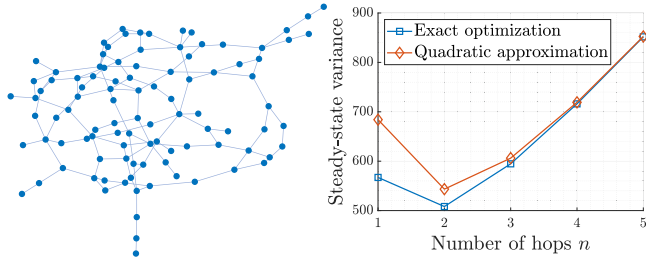 900
800
700
600
500
Steady-state variance
Exact optimization
Quadratic approximation
1 2 3 4 5
Number of hops n